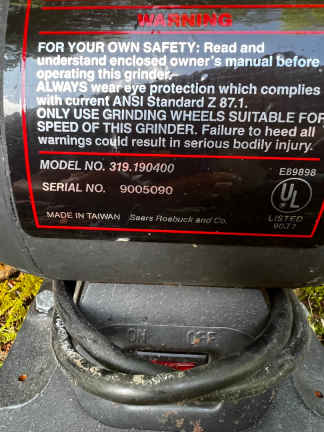 WARNING
FOR YOUR OWN SAFETY: Read and
understand enclosed owner's manual before
operating this grinder.
ALWAYS wear eye protection which complies
with current ANSI Standard Z 87.1.
ONLY USE GRINDING WHEELS SUITABLE FOR
SPEED OF THIS GRINDER. Failure to heed all
warnings could result in serious bodily injury.
MODEL NO. 319.190400
E89898
SERIAL NO. 9005090
UL
MADE IN TAIWAN Sears Roebuck and Co.
LISTED
90J7
ON OFF